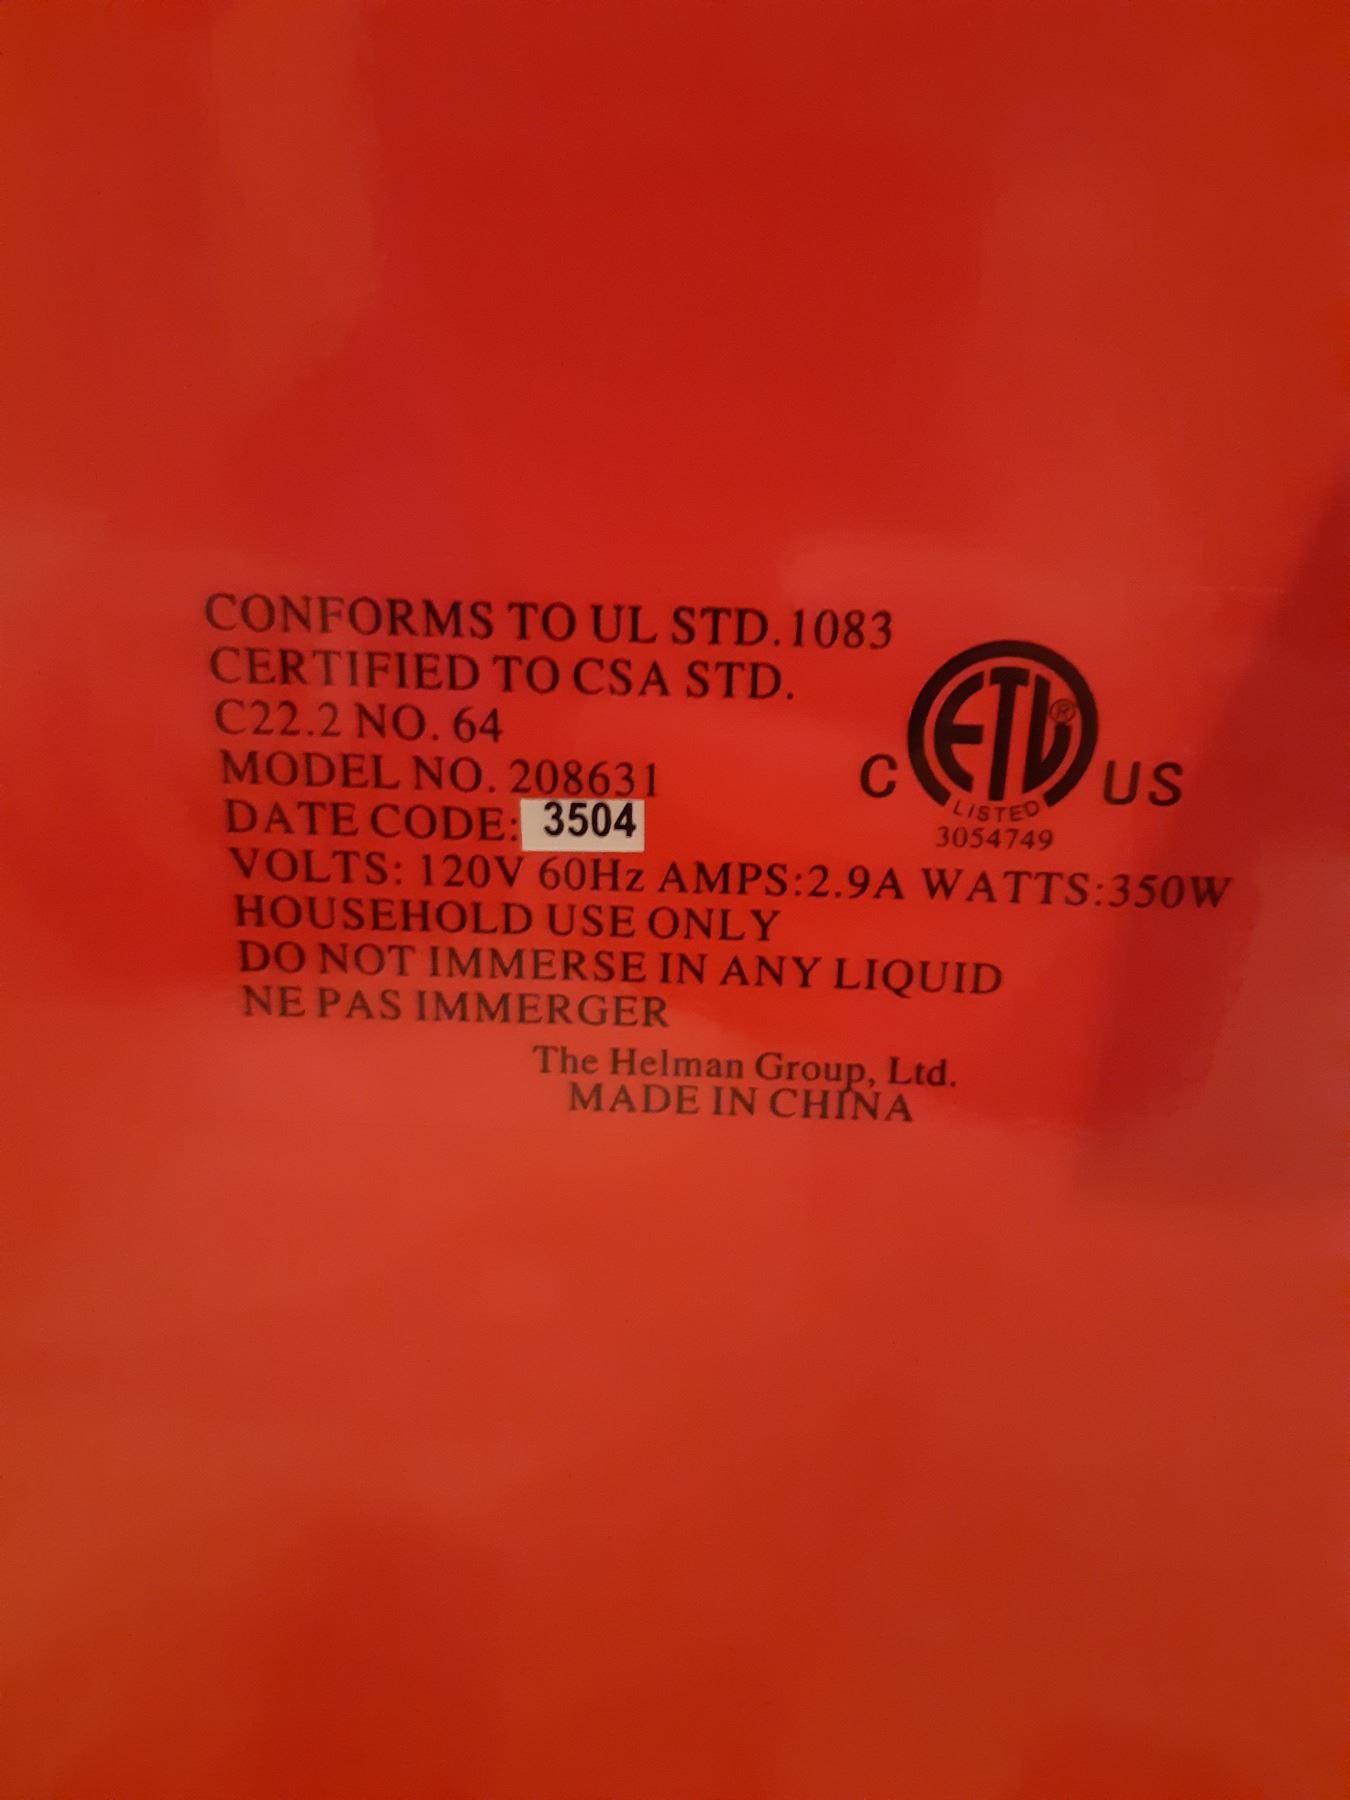 CONFORMS TO UL STD.1083
CERTIFIED TO CSA STD.
C22.2 NO. 64
MODEL NO. 208631
DATE CODE: 3504
C ETL® US
LISTED
3054749
VOLTS: 120V 60Hz AMPS:2.9A WATTS:350W
HOUSEHOLD USE ONLY
DO NOT IMMERSE IN ANY LIQUID
NE PAS IMMERGER
The Helman Group, Ltd.
MADE IN CHINA